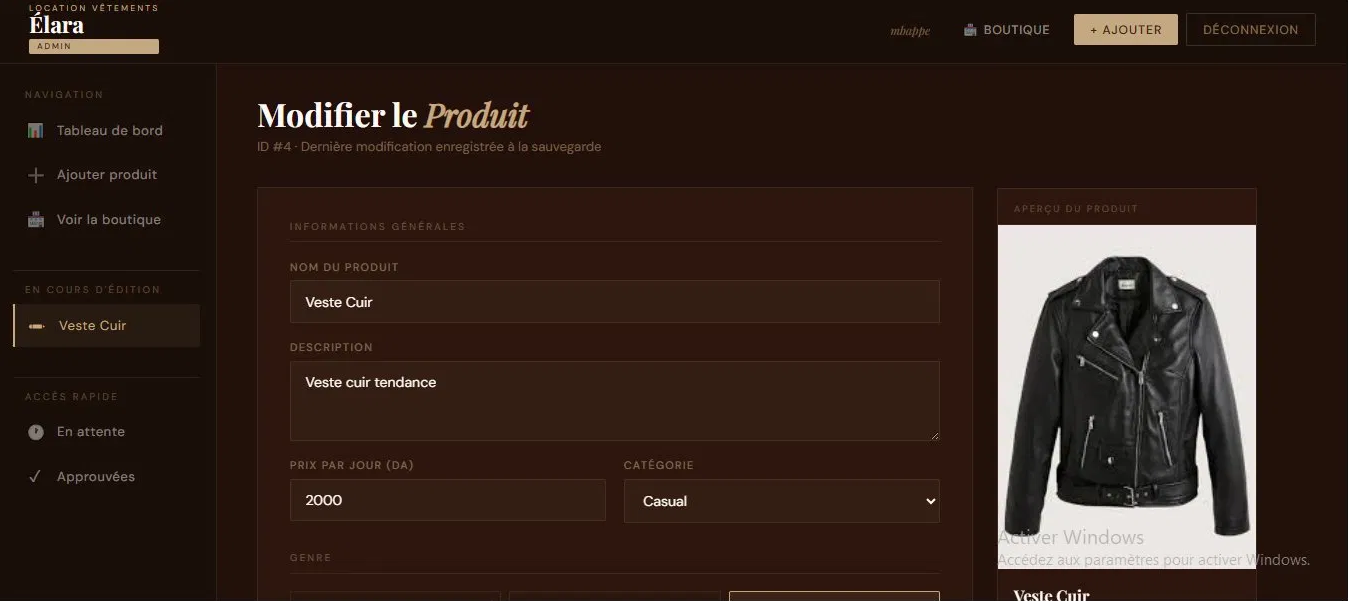 LOCATION VÊTEMENTS
Élara
ADMIN
mbappe
BOUTIQUE
+ AJOUTER
DÉCONNEXION
NAVIGATION
Tableau de bord
Ajouter produit
Voir la boutique
EN COURS D'ÉDITION
Veste Cuir
ACCÈS RAPIDE
En attente
Approuvées
Modifier le Produit
ID #4 · Dernière modification enregistrée à la sauvegarde
INFORMATIONS GÉNÉRALES
NOM DU PRODUIT
Veste Cuir
DESCRIPTION
Veste cuir tendance
PRIX PAR JOUR (DA)
2000
CATÉGORIE
Casual
GENRE
APERÇU DU PRODUIT
Activer Windows
Accédez aux paramètres pour activer Windows.
Veste Cuir